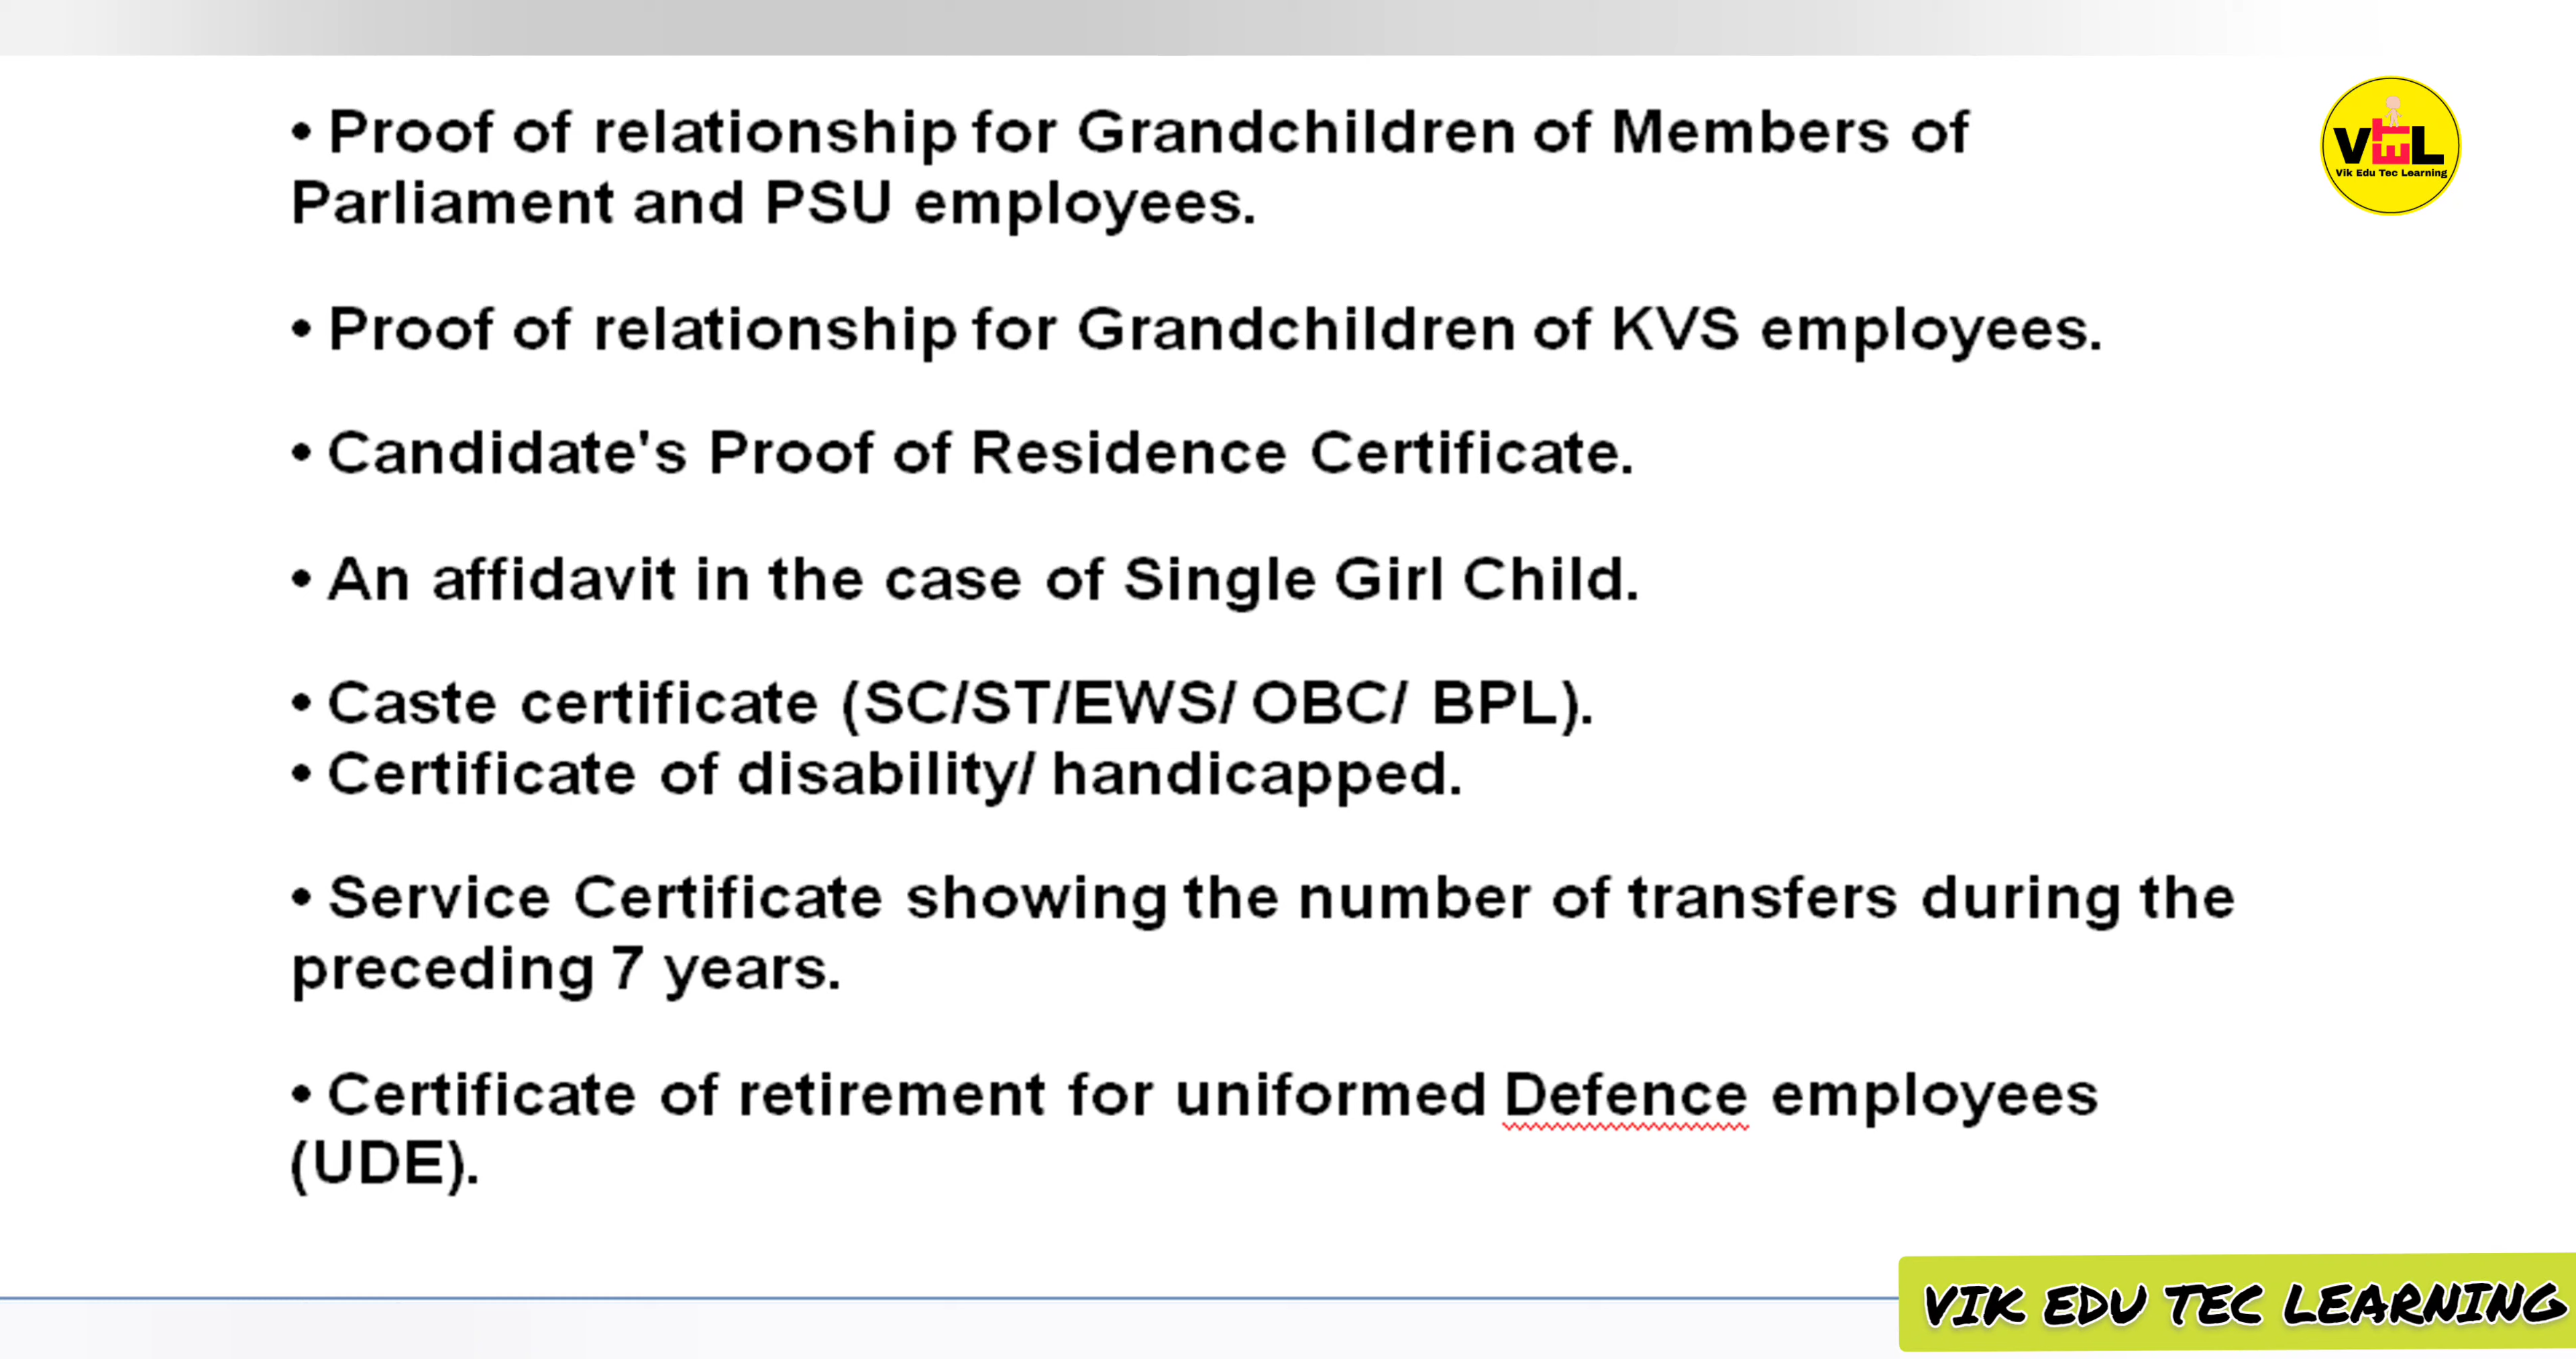 • Proof of relationship for Grandchildren of Members of
Parliament and PSU employees.
• Proof of relationship for Grandchildren of KVS employees.
• Candidate's Proof of Residence Certificate.
• An affidavit in the case of Single Girl Child.
• Caste certificate (SC/ST/EWS/ OBC/ BPL).
• Certificate of disability/ handicapped.
• Service Certificate showing the number of transfers during the
preceding 7 years.
• Certificate of retirement for uniformed Defence employees
(UDE).
VETL
Vik Edu Tec Learning
VIK EDU TEC LEARNING